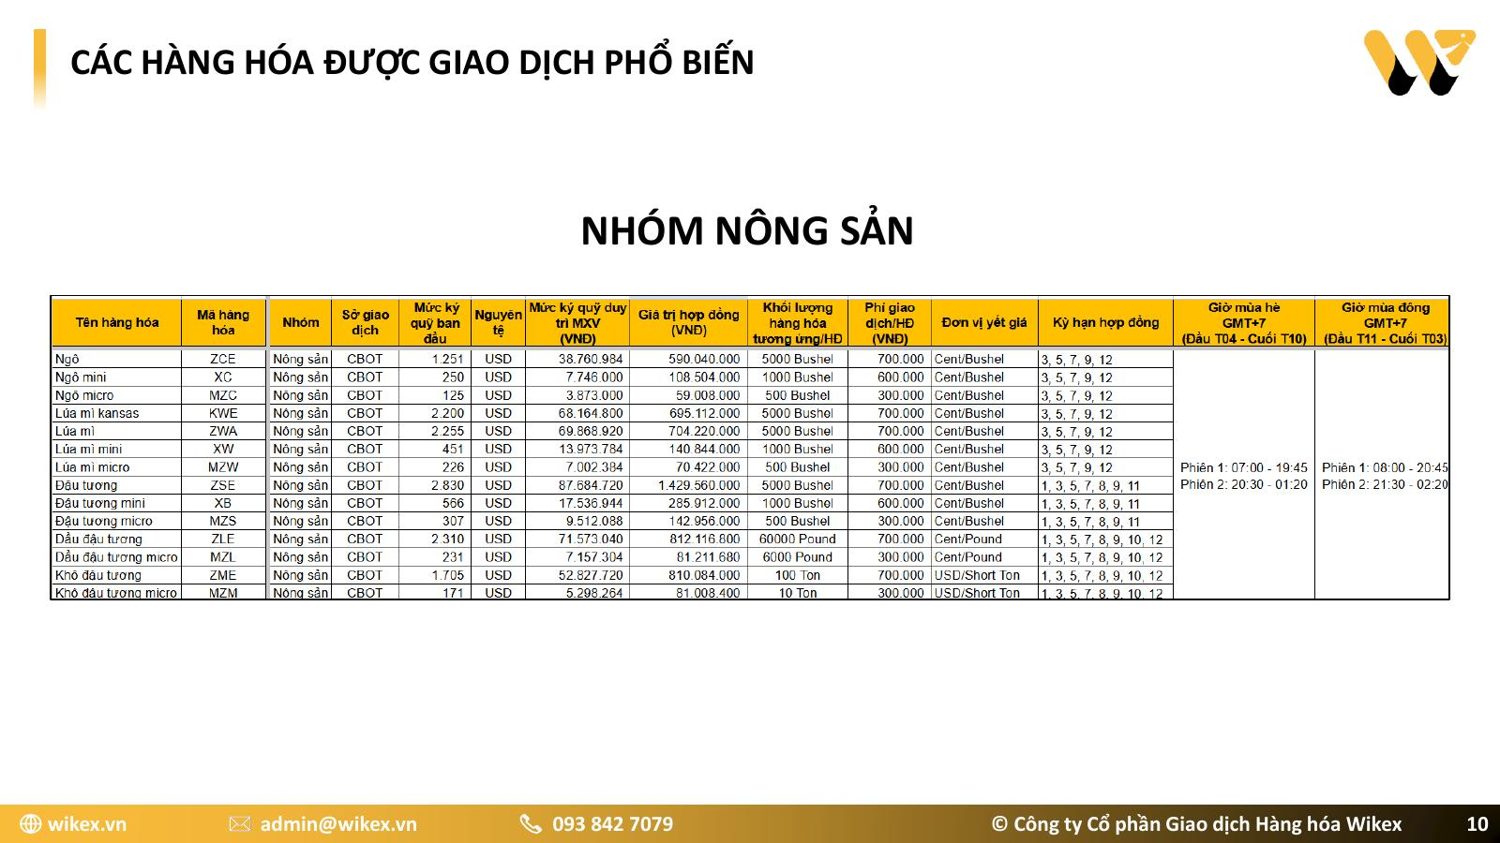 CÁC HÀNG HÓA ĐƯỢC GIAO DỊCH PHỔ BIẾN
NHÓM NÔNG SẢN
Tên hàng hóa | Mã hàng hóa | Nhóm | Sở giao dịch | Mức ký quỹ ban đầu | Nguyên tệ | Mức ký quỹ duy trì MXV (VNĐ) | Giá trị hợp đồng (VNĐ) | Khối lượng hàng hóa tương ứng/HĐ | Phí giao dịch/HĐ (VNĐ) | Đơn vị yết giá | Kỳ hạn hợp đồng | Giờ mùa hè GMT+7 (Đầu T04 - Cuối T10) | Giờ mùa đông GMT+7 (Đầu T11 - Cuối T03)
Ngô | ZCE | Nông sản | CBOT | 1.251 | USD | 38.760.984 | 590.040.000 | 5000 Bushel | 700.000 | Cent/Bushel | 3, 5, 7, 9, 12
Ngô mini | XC | Nông sản | CBOT | 250 | USD | 7.746.000 | 108.504.000 | 1000 Bushel | 600.000 | Cent/Bushel | 3, 5, 7, 9, 12
Ngô micro | MZC | Nông sản | CBOT | 125 | USD | 3.873.000 | 59.008.000 | 500 Bushel | 300.000 | Cent/Bushel | 3, 5, 7, 9, 12
Lúa mì kansas | KWE | Nông sản | CBOT | 2.200 | USD | 68.164.800 | 695.112.000 | 5000 Bushel | 700.000 | Cent/Bushel | 3, 5, 7, 9, 12
Lúa mì | ZWA | Nông sản | CBOT | 2.255 | USD | 69.868.920 | 704.220.000 | 5000 Bushel | 700.000 | Cent/Bushel | 3, 5, 7, 9, 12
Lúa mì mini | XW | Nông sản | CBOT | 451 | USD | 13.973.784 | 140.844.000 | 1000 Bushel | 600.000 | Cent/Bushel | 3, 5, 7, 9, 12
Lúa mì micro | MZW | Nông sản | CBOT | 226 | USD | 7.002.384 | 70.422.000 | 500 Bushel | 300.000 | Cent/Bushel | 3, 5, 7, 9, 12
Đậu tương | ZSE | Nông sản | CBOT | 2.830 | USD | 87.684.720 | 1.429.560.000 | 5000 Bushel | 700.000 | Cent/Bushel | 1, 3, 5, 7, 8, 9, 11
Đậu tương mini | XB | Nông sản | CBOT | 566 | USD | 17.536.944 | 285.912.000 | 1000 Bushel | 600.000 | Cent/Bushel | 1, 3, 5, 7, 8, 9, 11
Đậu tương micro | MZS | Nông sản | CBOT | 307 | USD | 9.512.088 | 142.956.000 | 500 Bushel | 300.000 | Cent/Bushel | 1, 3, 5, 7, 8, 9, 11
Dầu đậu tương | ZLE | Nông sản | CBOT | 2.310 | USD | 71.573.040 | 812.116.800 | 60000 Pound | 700.000 | Cent/Pound | 1, 3, 5, 7, 8, 9, 10, 12
Dầu đậu tương micro | MZL | Nông sản | CBOT | 231 | USD | 7.157.304 | 81.211.680 | 6000 Pound | 300.000 | Cent/Pound | 1, 3, 5, 7, 8, 9, 10, 12
Khô đậu tương | ZME | Nông sản | CBOT | 1.705 | USD | 52.827.720 | 810.084.000 | 100 Ton | 700.000 | USD/Short Ton | 1, 3, 5, 7, 8, 9, 10, 12
Khô đậu tương micro | MZM | Nông sản | CBOT | 171 | USD | 5.298.264 | 81.008.400 | 10 Ton | 300.000 | USD/Short Ton | 1, 3, 5, 7, 8, 9, 10, 12
Phiên 1: 07:00 - 19:45
Phiên 2: 20:30 - 01:20
Phiên 1: 08:00 - 20:45
Phiên 2: 21:30 - 02:20
wikex.vn admin@wikex.vn 093 842 7079 © Công ty Cổ phần Giao dịch Hàng hóa Wikex 10